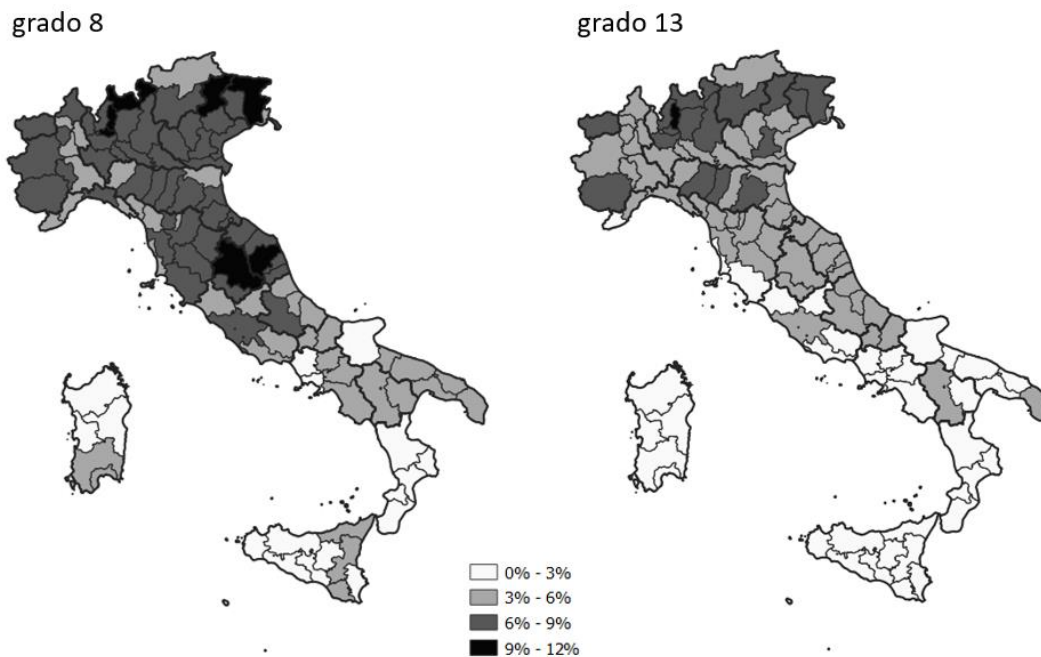 grado 8
grado 13
0% - 3%
3% - 6%
6% - 9%
9% - 12%